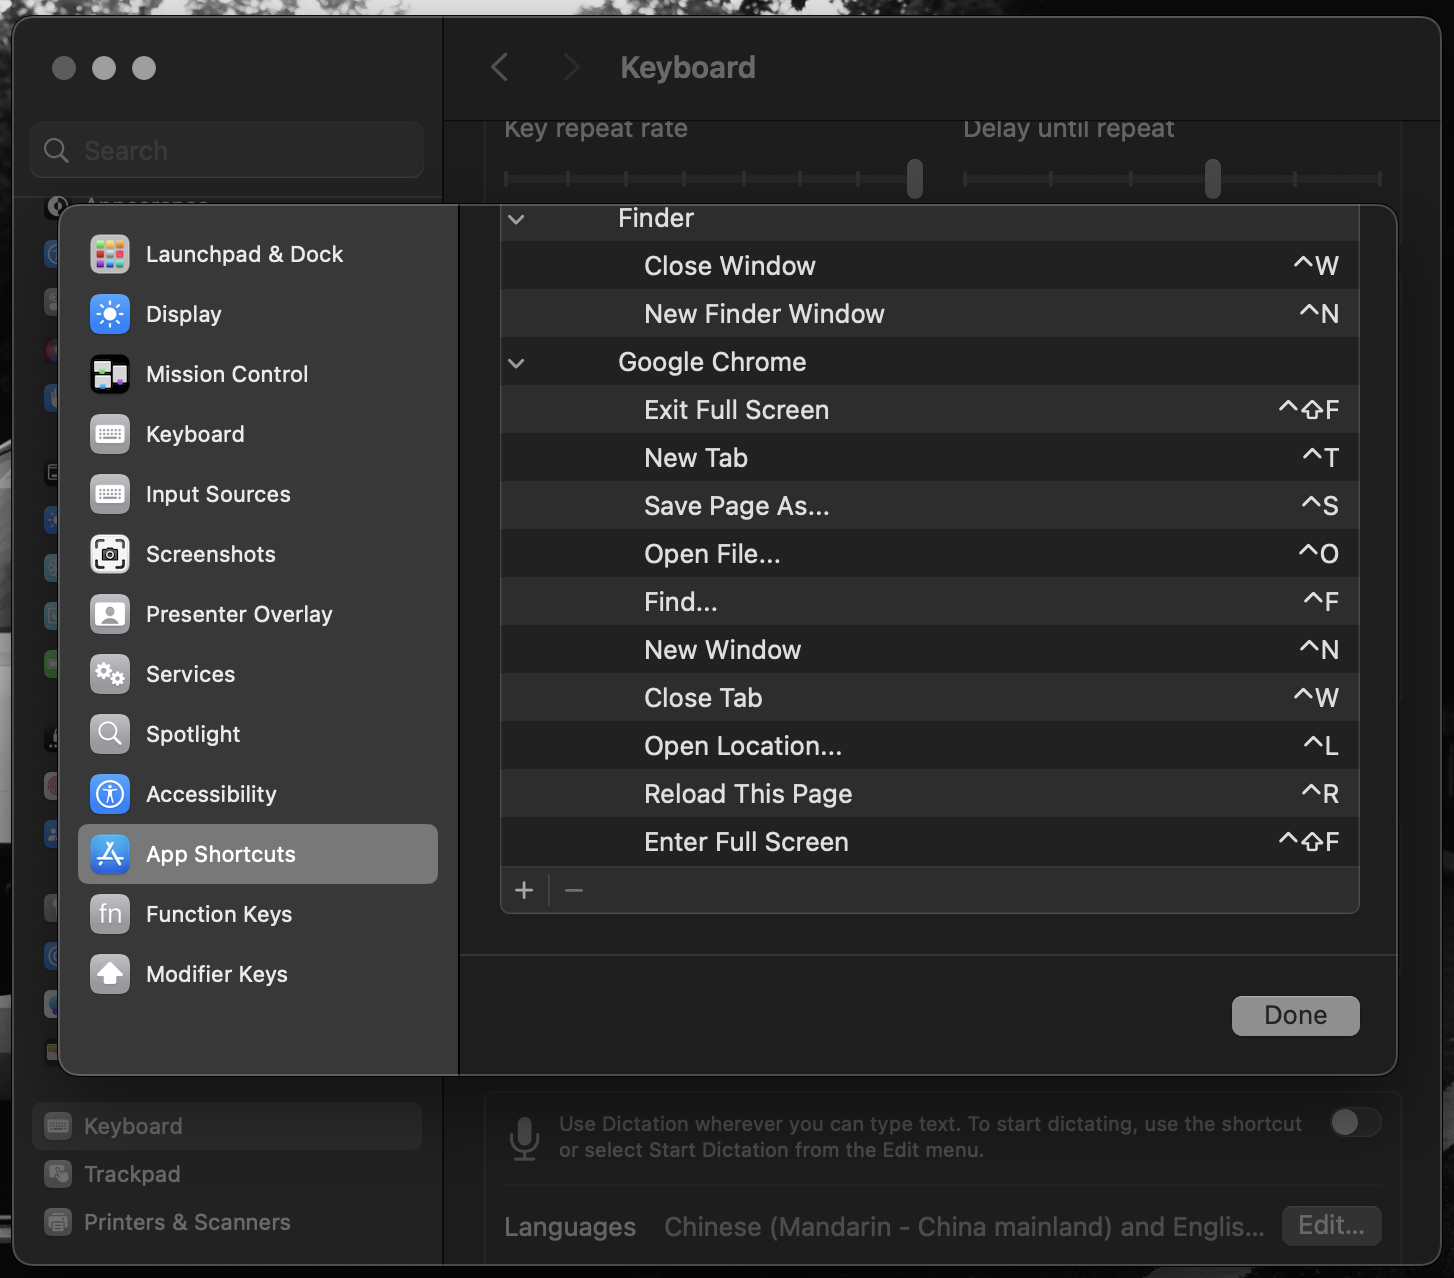 Keyboard
Search
Key repeat rate
Delay until repeat
Appearance
Launchpad & Dock
Display
Mission Control
Keyboard
Input Sources
Screenshots
Presenter Overlay
Services
Spotlight
Accessibility
App Shortcuts
fn Function Keys
Modifier Keys
Finder
Close Window ^W
New Finder Window ^N
Google Chrome
Exit Full Screen ^⇧F
New Tab ^T
Save Page As... ^S
Open File... ^O
Find... ^F
New Window ^N
Close Tab ^W
Open Location... ^L
Reload This Page ^R
Enter Full Screen ^⇧F
Done
Keyboard
Trackpad
Printers & Scanners
Use Dictation wherever you can type text. To start dictating, use the shortcut
or select Start Dictation from the Edit menu.
Languages Chinese (Mandarin - China mainland) and Englis... Edit...